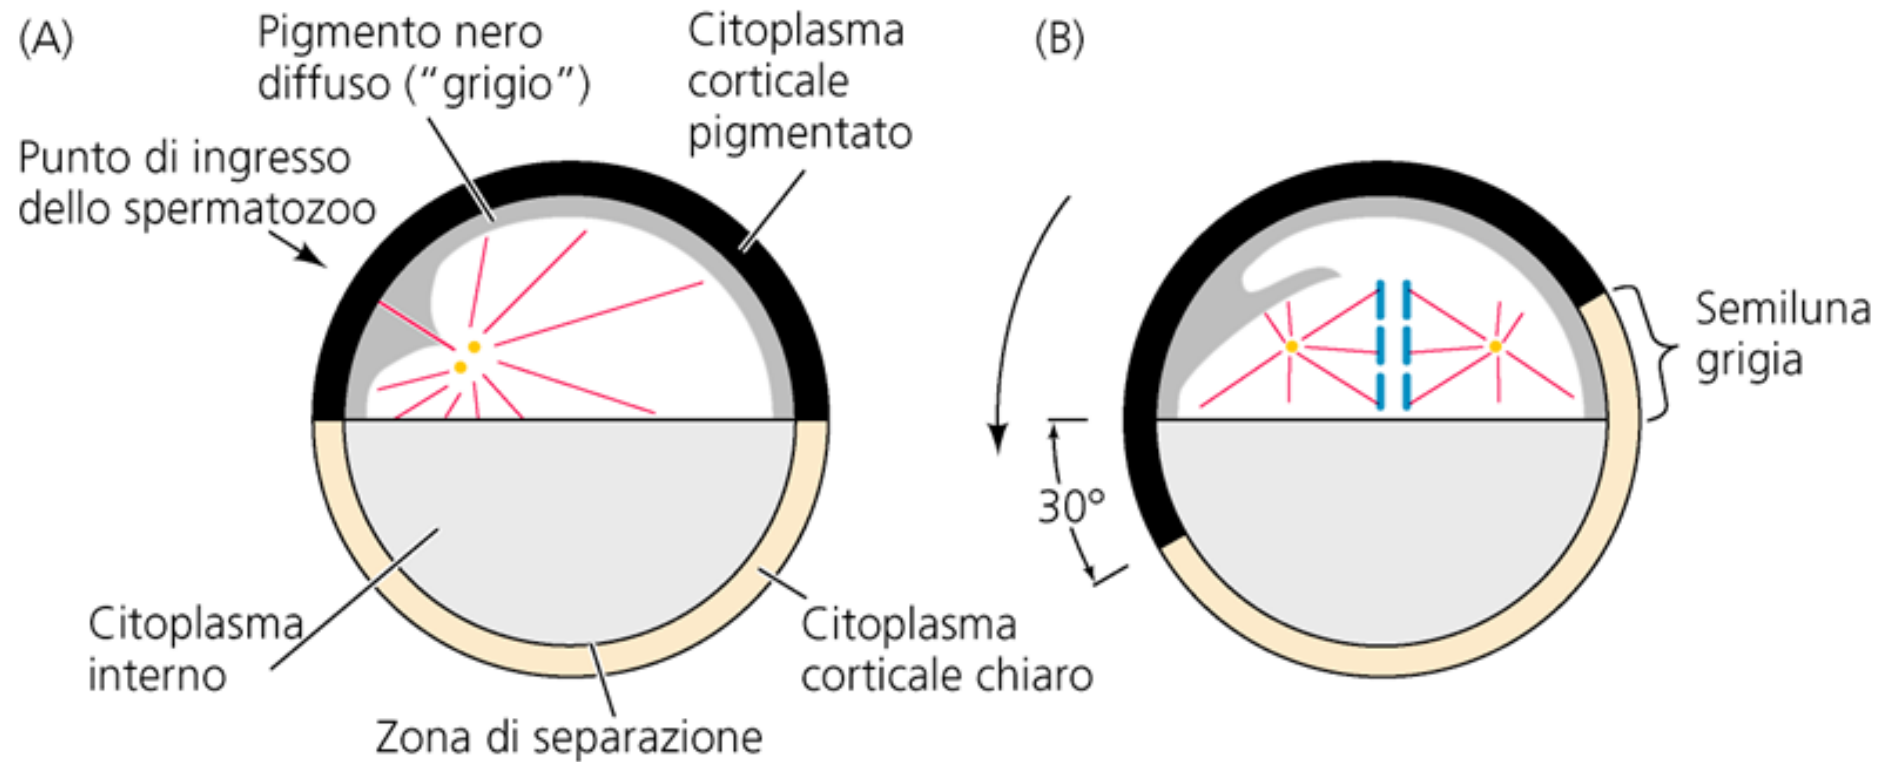 (A)
Pigmento nero
diffuso (“grigio”)
Citoplasma
corticale
pigmentato
Punto di ingresso
dello spermatozoo
Citoplasma
interno
Zona di separazione
Citoplasma
corticale chiaro
(B)
30°
Semiluna
grigia